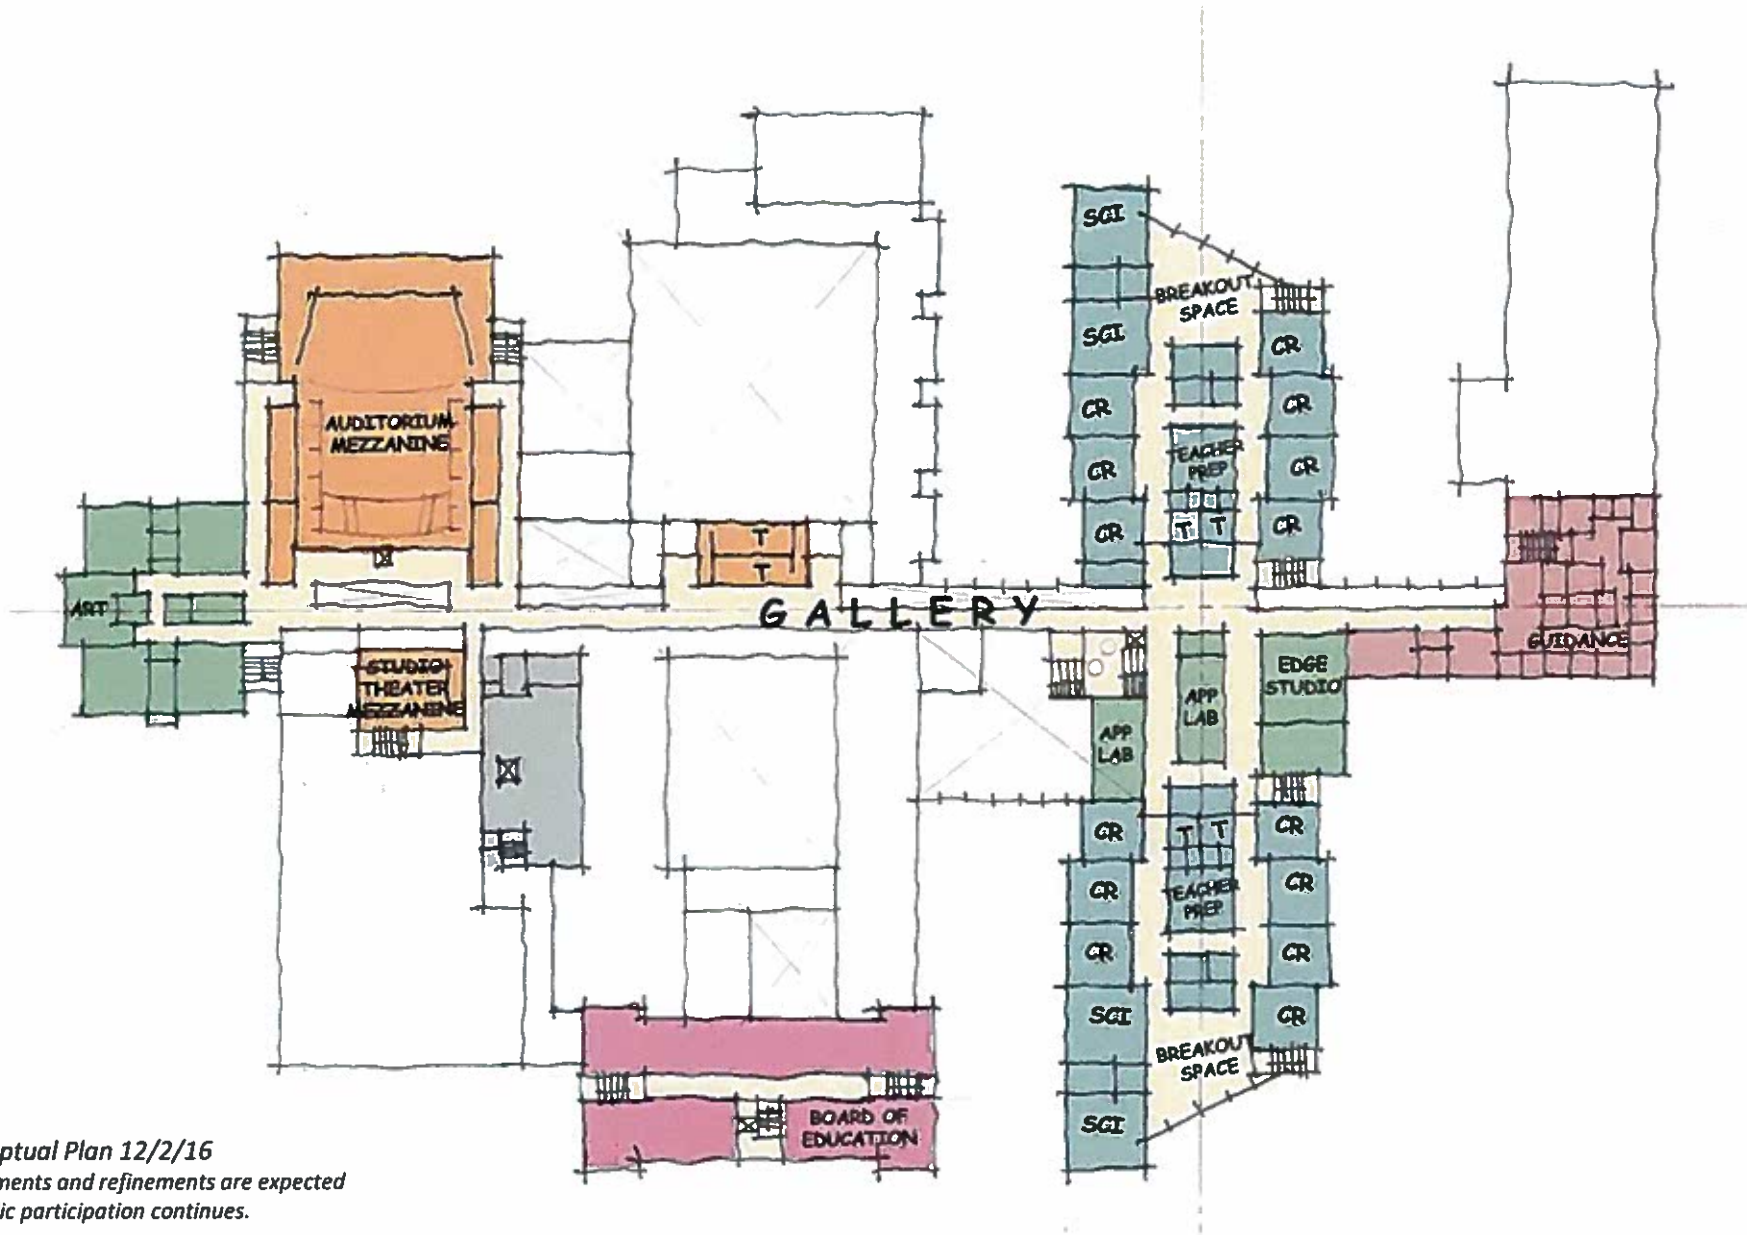 SGI
BREAKOUT
SPACE
SGI
CR
CR
CR
AUDITORIUM
MEZZANINE
CR
TEACHER
PREP
CR
CR
T
T
CR
CR
T
T
ART
GALLERY
GUIDANCE
STUDIO
THEATER
MEZZANINE
EDGE
STUDIO
APP
LAB
APP
LAB
CR
T
T
CR
CR
TEACHER
PREP
CR
CR
CR
SGI
CR
BREAKOUT
SPACE
SGI
BOARD OF
EDUCATION
ptual Plan 12/2/16
ments and refinements are expected
ic participation continues.